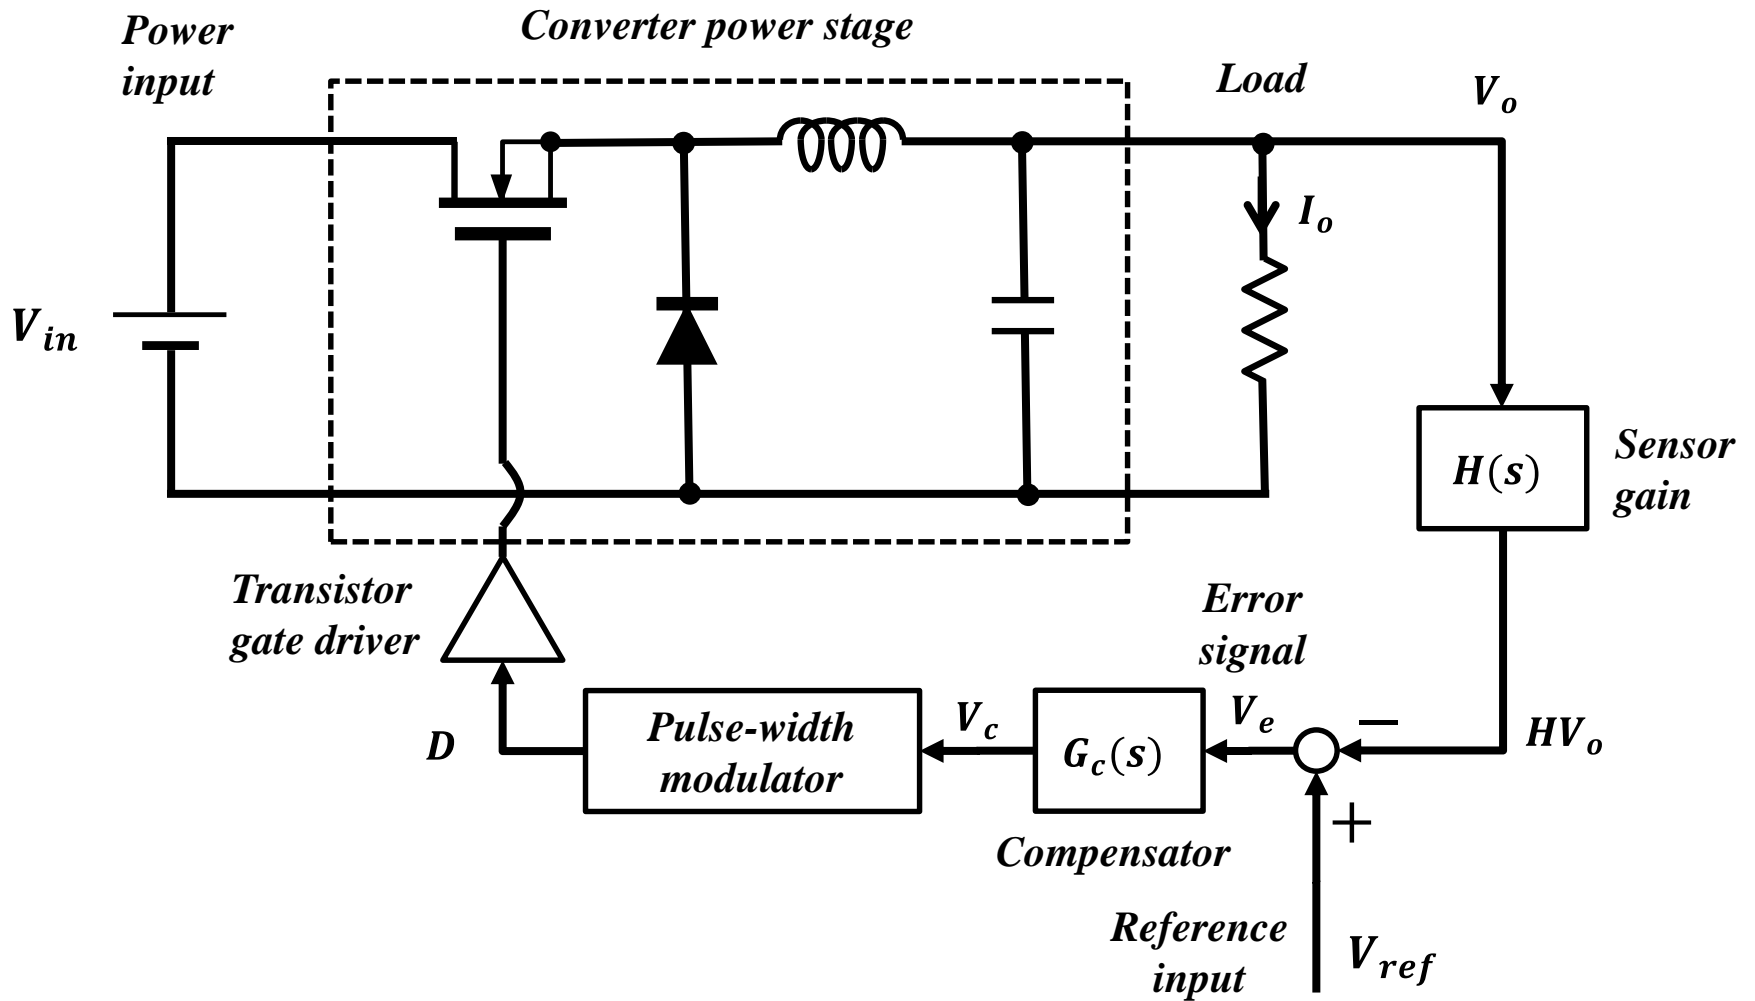 Power
input
Converter power stage
Load
V_o
I_o
V_in
H(s)
Sensor
gain
Transistor
gate driver
Error
signal
D
Pulse-width
modulator
V_c
G_c(s)
V_e
−
HV_o
+
Compensator
Reference
input
V_ref